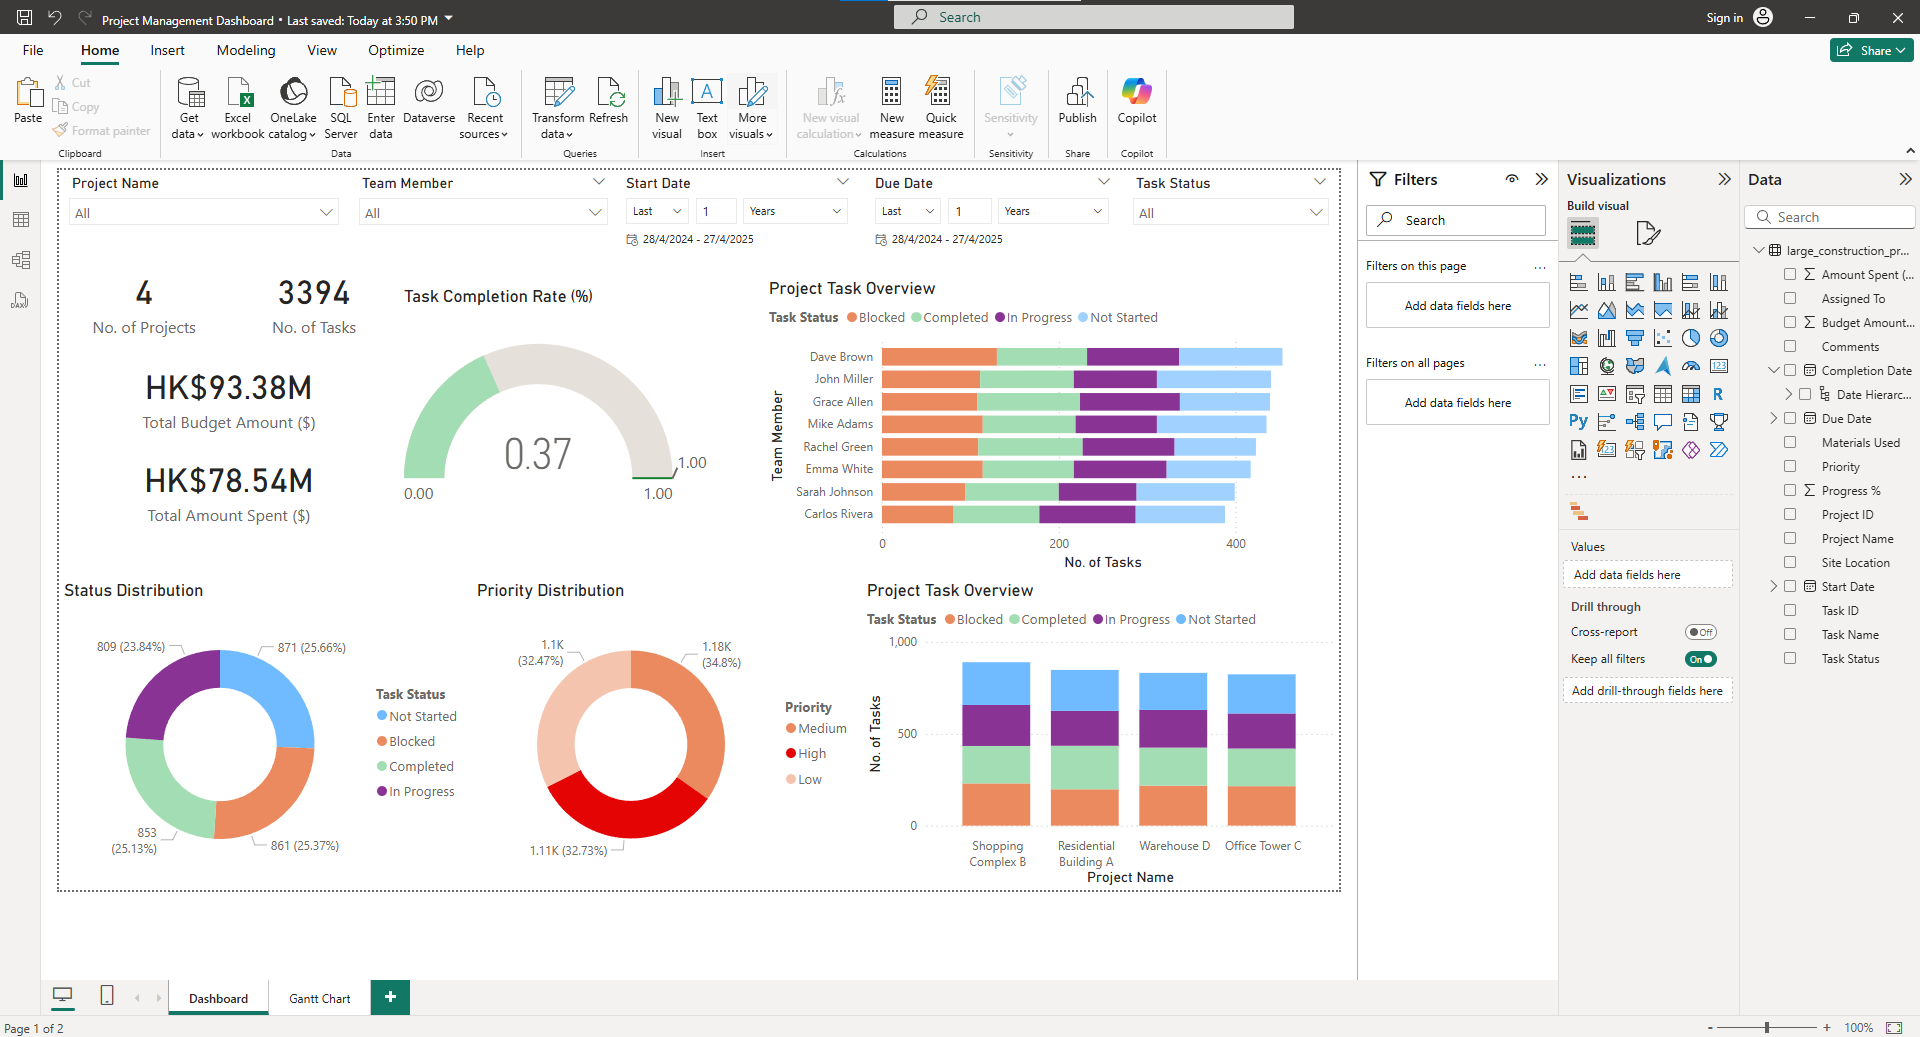 Project Management Dashboard • Last saved: Today at 3:50 PM
Search
Sign in
File
Home
Insert
Modeling
View
Optimize
Help
Share
Paste
Cut
Copy
Format painter
Clipboard
Get data
Excel workbook
OneLake catalog
SQL Server
Enter data
Dataverse
Recent sources
Data
Transform data
Refresh
Queries
New visual
Text box
More visuals
Insert
New visual calculation
New measure
Quick measure
Calculations
Sensitivity
Sensitivity
Publish
Share
Copilot
Copilot
Project Name
All
Team Member
All
Start Date
Last
1
Years
28/4/2024 - 27/4/2025
Due Date
Last
1
Years
28/4/2024 - 27/4/2025
Task Status
All
4
No. of Projects
3394
No. of Tasks
HK$93.38M
Total Budget Amount ($)
HK$78.54M
Total Amount Spent ($)
Task Completion Rate (%)
0.37
1.00
0.00
1.00
Project Task Overview
Task Status
Blocked
Completed
In Progress
Not Started
Team Member
Dave Brown
John Miller
Grace Allen
Mike Adams
Rachel Green
Emma White
Sarah Johnson
Carlos Rivera
0
200
400
No. of Tasks
Status Distribution
809 (23.84%)
871 (25.66%)
853
(25.13%)
861 (25.37%)
Task Status
Not Started
Blocked
Completed
In Progress
Priority Distribution
1.1K
(32.47%)
1.18K
(34.8%)
1.11K (32.73%)
Priority
Medium
High
Low
Project Task Overview
Task Status
Blocked
Completed
In Progress
Not Started
1,000
500
0
No. of Tasks
Shopping
Complex B
Residential
Building A
Warehouse D
Office Tower C
Project Name
Filters
Search
Filters on this page
...
Add data fields here
Filters on all pages
...
Add data fields here
Visualizations
Build visual
123
R
Py
123
...
Values
Add data fields here
Drill through
Cross-report
Off
Keep all filters
On
Add drill-through fields here
Data
Search
large_construction_pr...
Amount Spent (...
Assigned To
Budget Amount...
Comments
Completion Date
Date Hierarc...
Due Date
Materials Used
Priority
Progress %
Project ID
Project Name
Site Location
Start Date
Task ID
Task Name
Task Status
DAX
Dashboard
Gantt Chart
+
Page 1 of 2
-
+
100%